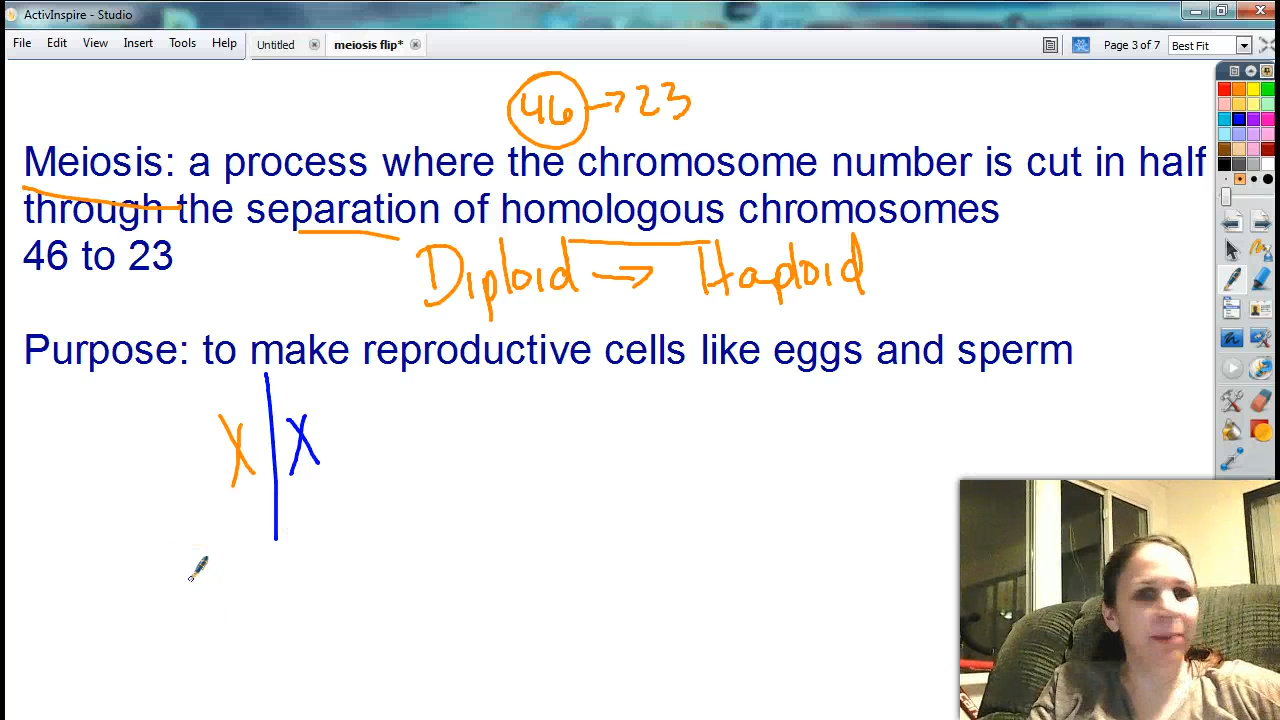 ActivInspire - Studio
File Edit View Insert Tools Help Untitled meiosis flip* Page 3 of 7 Best Fit
46 → 23
Meiosis: a process where the chromosome number is cut in half
through the separation of homologous chromosomes
46 to 23
Diploid → Haploid
Purpose: to make reproductive cells like eggs and sperm
X X